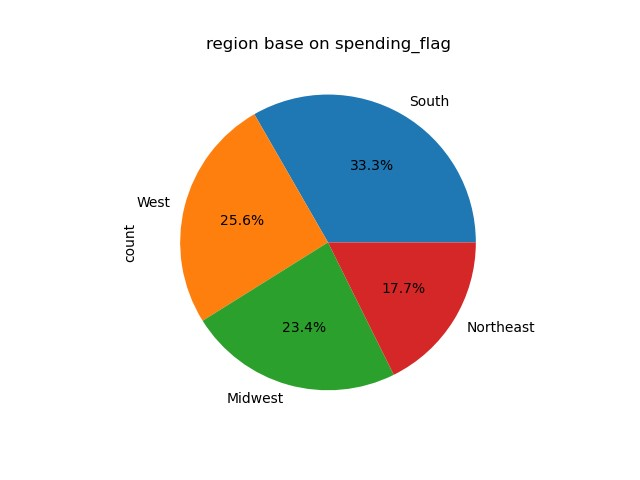 region base on spending_flag
South
33.3%
West
25.6%
count
17.7%
23.4%
Northeast
Midwest